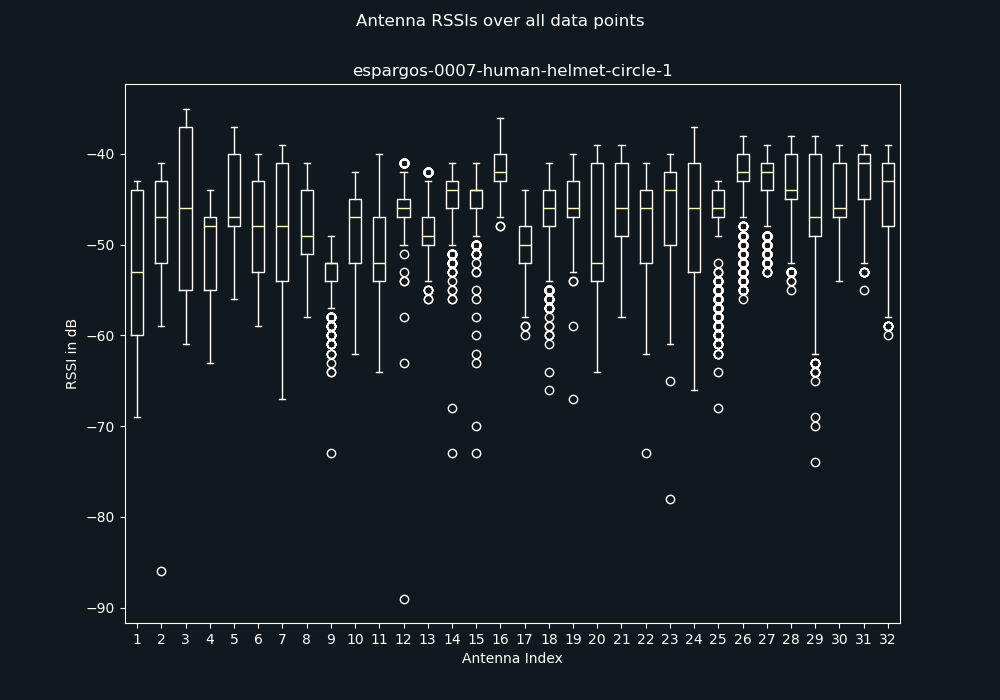 Antenna RSSIs over all data points
espargos-0007-human-helmet-circle-1
RSSI in dB
−40
−50
−60
−70
−80
−90
1 2 3 4 5 6 7 8 9 10 11 12 13 14 15 16 17 18 19 20 21 22 23 24 25 26 27 28 29 30 31 32
Antenna Index